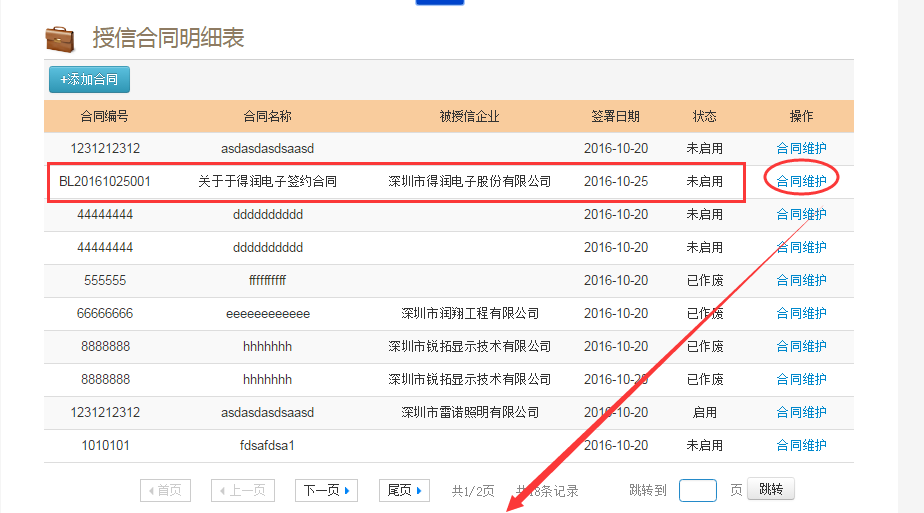 授信合同明细表
+添加合同
合同编号 合同名称 被授信企业 签署日期 状态 操作
1231212312 asdasdasdsaasd 2016-10-20 未启用 合同维护
BL20161025001 关于于得润电子签约合同 深圳市得润电子股份有限公司 2016-10-25 未启用 合同维护
44444444 dddddddddd 2016-10-20 未启用 合同维护
44444444 dddddddddd 2016-10-20 未启用 合同维护
555555 ffffffffff 2016-10-20 已作废 合同维护
66666666 eeeeeeeeeeee 深圳市润翔工程有限公司 2016-10-20 已作废 合同维护
8888888 hhhhhhh 深圳市锐拓显示技术有限公司 2016-10-20 已作废 合同维护
8888888 hhhhhhh 深圳市锐拓显示技术有限公司 2016-10-20 已作废 合同维护
1231212312 asdasdasdsaasd 深圳市雷诺照明有限公司 2016-10-20 启用 合同维护
1010101 fdsafdsa1 2016-10-20 未启用 合同维护
首页 上一页 下一页 尾页 共1/2页 共18条记录 跳转到 页 跳转